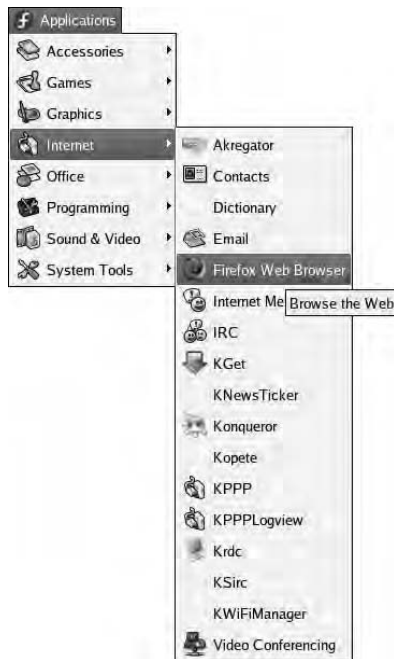 Applications
Accessories
Games
Graphics
Internet
Office
Programming
Sound & Video
System Tools
Akregator
Contacts
Dictionary
Email
Firefox Web Browser
Internet Me
Browse the Web
IRC
KGet
KNewsTicker
Konqueror
Kopete
KPPP
KPPPLogview
Krdc
KSirc
KWiFiManager
Video Conferencing